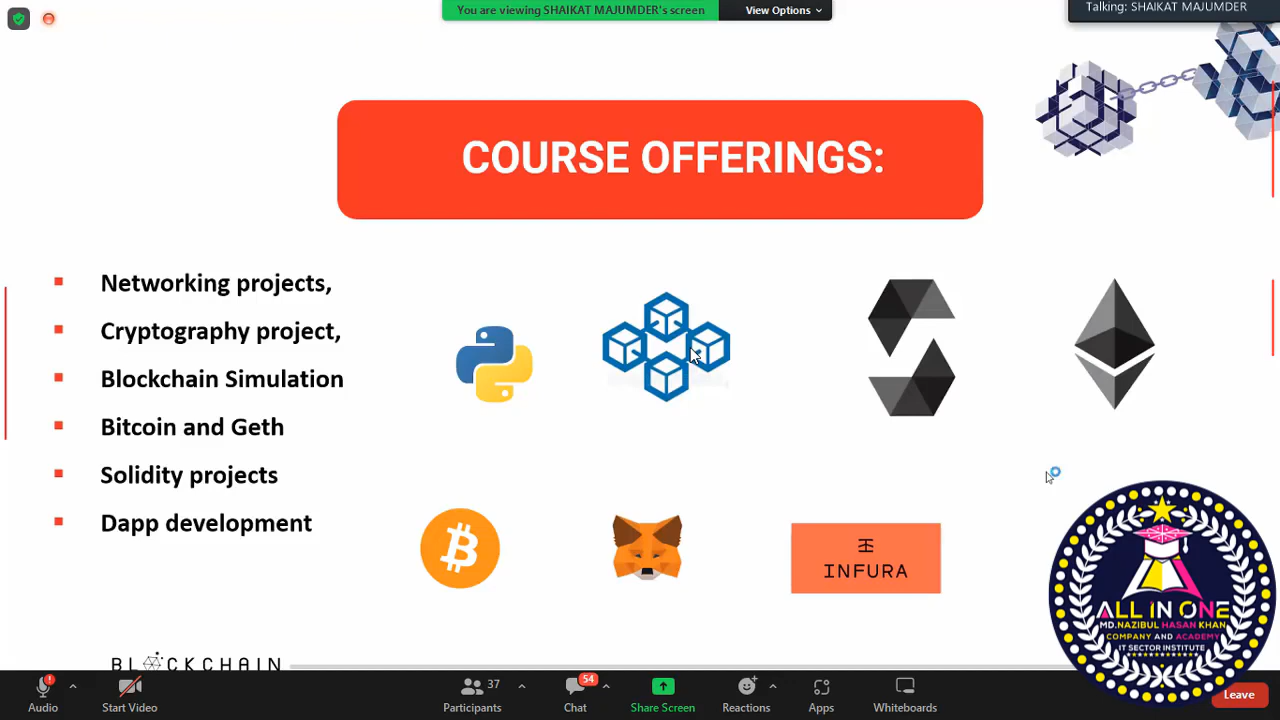 You are viewing SHAIKAT MAJUMDER's screen
View Options
Talking: SHAIKAT MAJUMDER
COURSE OFFERINGS:
Networking projects,
Cryptography project,
Blockchain Simulation
Bitcoin and Geth
Solidity projects
Dapp development
INFURA
ALL IN ONE
MD.NAZIBUL HASAN KHAN
COMPANY AND ACADEMY
IT SECTOR INSTITUTE
BLOCKCHAIN
Audio
Start Video
37
Participants
54
Chat
Share Screen
Reactions
Apps
Whiteboards
Leave